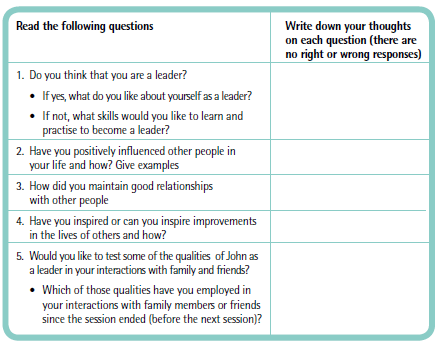 Read the following questions
Write down your thoughts
on each question (there are
no right or wrong responses)
1. Do you think that you are a leader?
• If yes, what do you like about yourself as a leader?
• If not, what skills would you like to learn and
practise to become a leader?
2. Have you positively influenced other people in
your life and how? Give examples
3. How did you maintain good relationships
with other people
4. Have you inspired or can you inspire improvements
in the lives of others and how?
5. Would you like to test some of the qualities of John as
a leader in your interactions with family and friends?
• Which of those qualities have you employed in
your interactions with family members or friends
since the session ended (before the next session)?